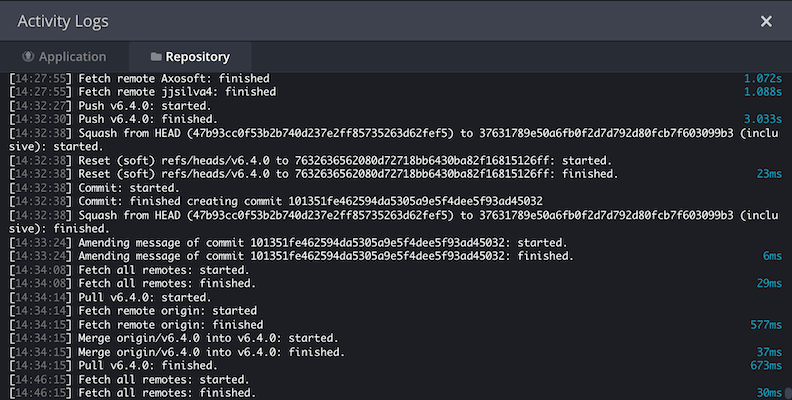 Activity Logs
Application
Repository
[14:27:55] Fetch remote Axosoft: finished 1.072s
[14:27:55] Fetch remote jjsilva4: finished 1.088s
[14:32:27] Push v6.4.0: started.
[14:32:30] Push v6.4.0: finished. 3.033s
[14:32:38] Squash from HEAD (47b93cc0f53b2b740d237e2ff85735263d62fef5) to 37631789e50a6fb0f2d7d792d80fcb7f603099b3 (inclu
sive): started.
[14:32:38] Reset (soft) refs/heads/v6.4.0 to 7632636562080d72718bb6430ba82f16815126ff: started.
[14:32:38] Reset (soft) refs/heads/v6.4.0 to 7632636562080d72718bb6430ba82f16815126ff: finished. 23ms
[14:32:38] Commit: started.
[14:32:38] Commit: finished creating commit 101351fe462594da5305a9e5f4dee5f93ad45032
[14:32:38] Squash from HEAD (47b93cc0f53b2b740d237e2ff85735263d62fef5) to 37631789e50a6fb0f2d7d792d80fcb7f603099b3 (inclu
sive): finished.
[14:33:24] Amending message of commit 101351fe462594da5305a9e5f4dee5f93ad45032: started.
[14:33:24] Amending message of commit 101351fe462594da5305a9e5f4dee5f93ad45032: finished. 6ms
[14:34:08] Fetch all remotes: started.
[14:34:08] Fetch all remotes: finished. 29ms
[14:34:14] Pull v6.4.0: started.
[14:34:14] Fetch remote origin: started
[14:34:15] Fetch remote origin: finished 577ms
[14:34:15] Merge origin/v6.4.0 into v6.4.0: started.
[14:34:15] Merge origin/v6.4.0 into v6.4.0: finished. 37ms
[14:34:15] Pull v6.4.0: finished. 673ms
[14:46:15] Fetch all remotes: started.
[14:46:15] Fetch all remotes: finished. 30ms